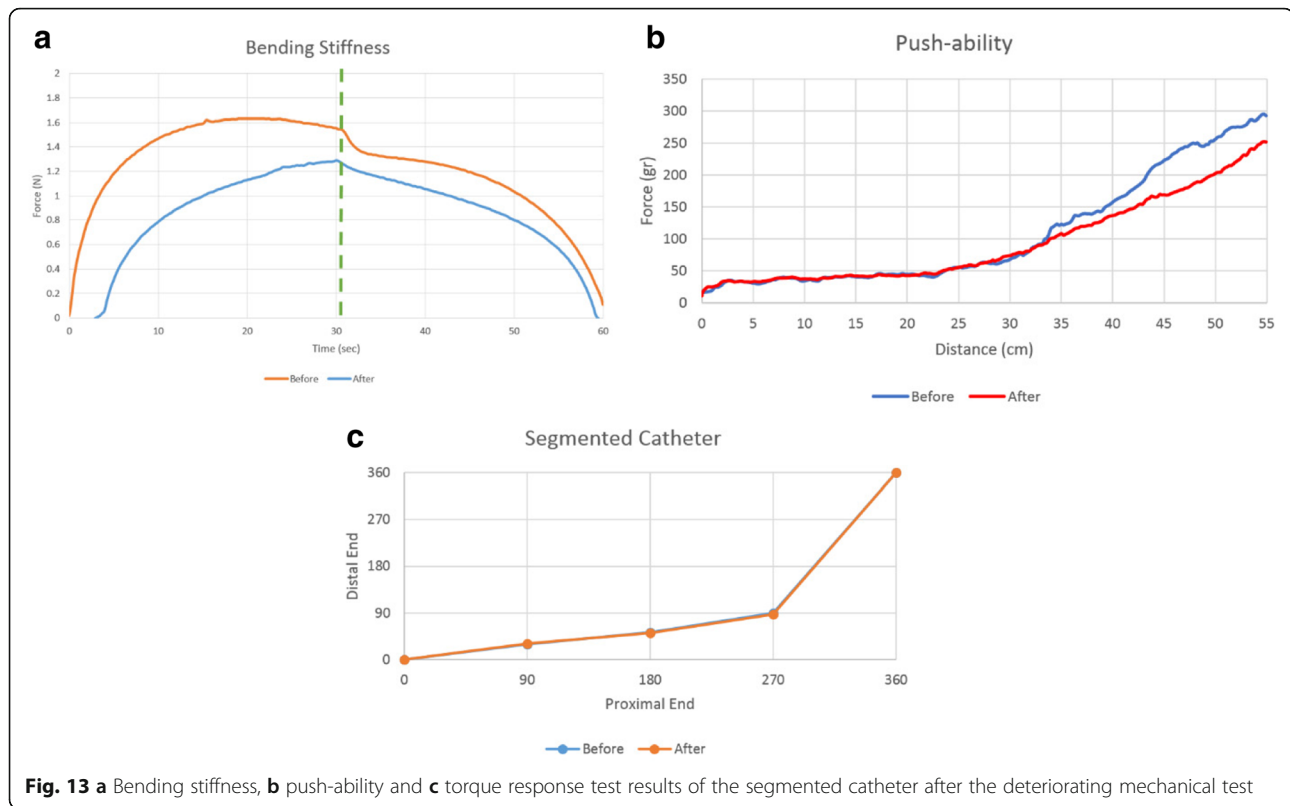 a
Bending Stiffness
2
1.8
1.6
1.4
1.2
1
0.8
0.6
0.4
0.2
0
Force (N)
0 10 20 30 40 50 60
Time (sec)
Before After
b
Push-ability
350
300
250
200
150
100
50
0
Force (gr)
0 5 10 15 20 25 30 35 40 45 50 55
Distance (cm)
Before After
c
Segmented Catheter
360
270
180
90
0
Distal End
0 90 180 270 360
Proximal End
Before After
Fig. 13 a Bending stiffness, b push-ability and c torque response test results of the segmented catheter after the deteriorating mechanical test